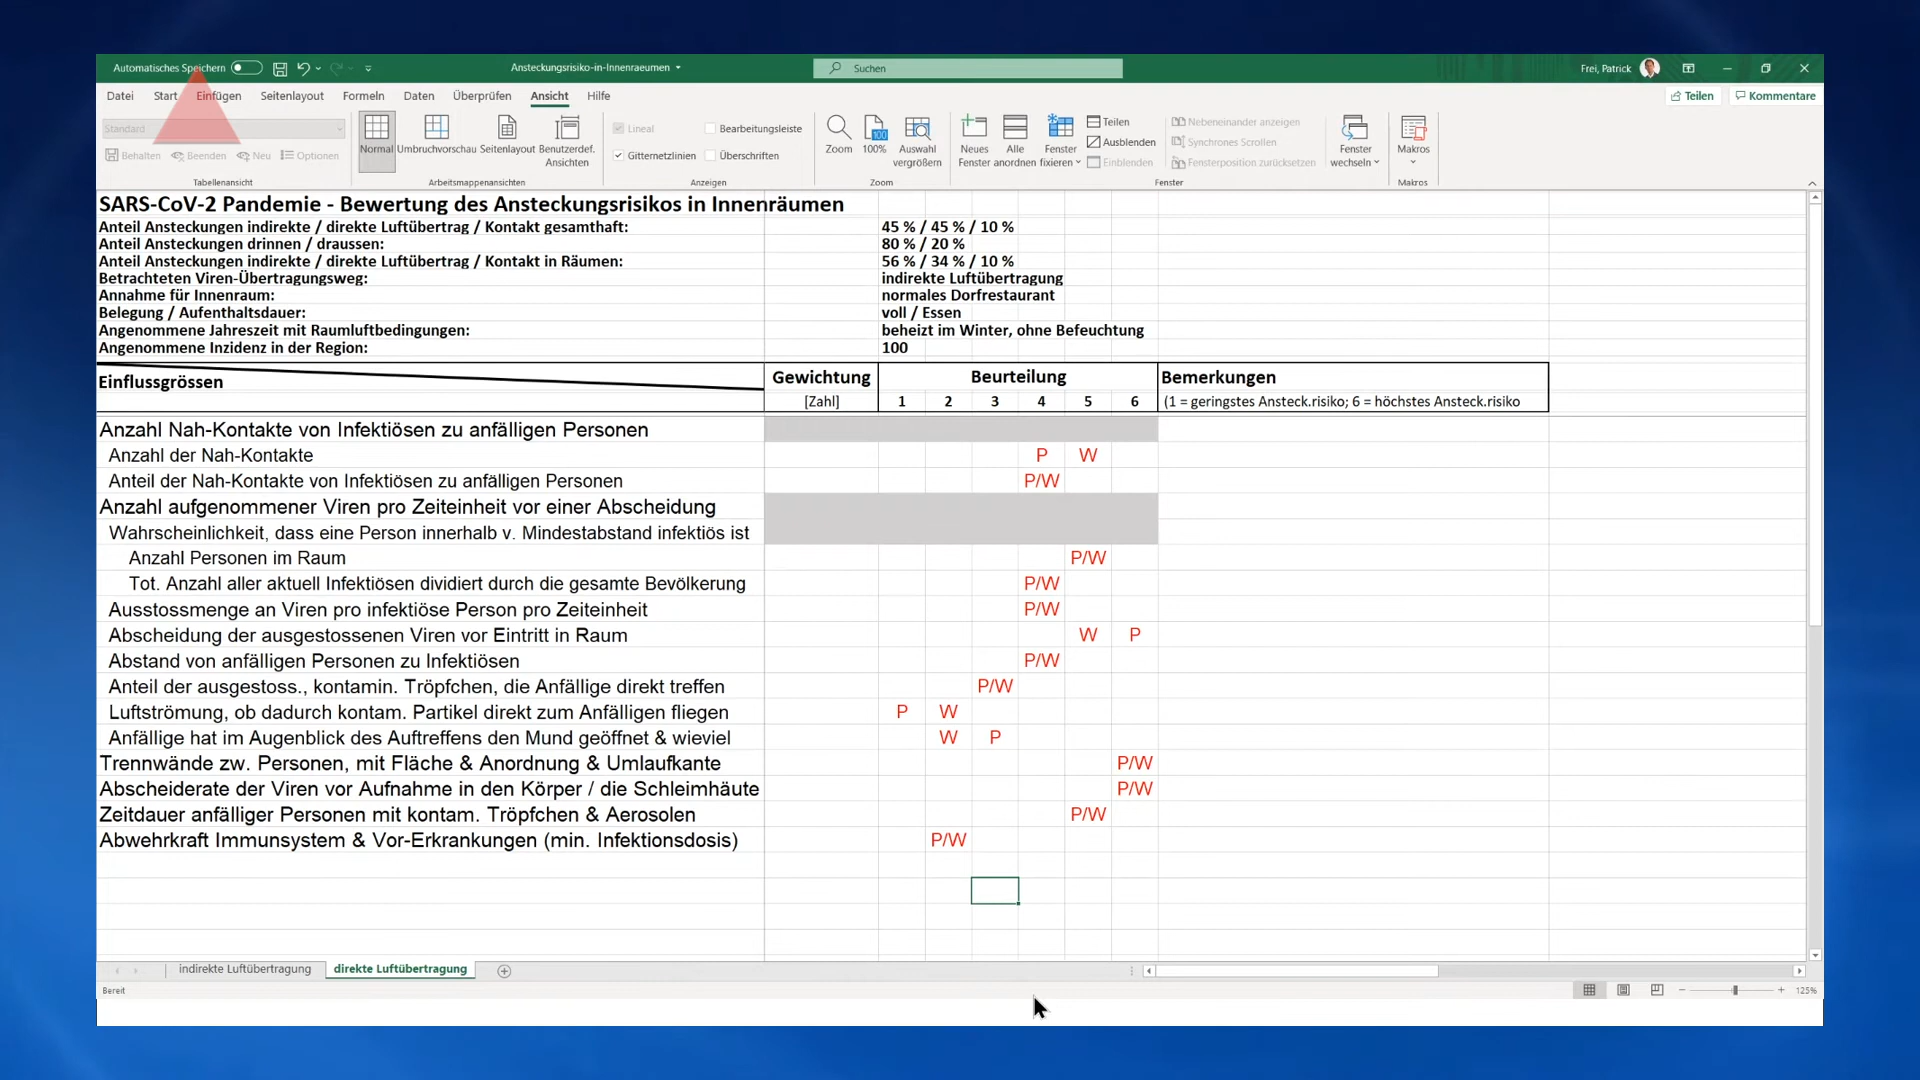 Automatisches Speichern
Ansteckungsrisiko-in-Innenraeumen
Suchen
Frei, Patrick
Datei Start Einfügen Seitenlayout Formeln Daten Überprüfen Ansicht Hilfe
Teilen Kommentare
Standard
Behalten Beenden Neu Optionen
Tabellenansicht
Normal Umbruchvorschau Seitenlayout Benutzerdef. Ansichten
Arbeitsmappenansichten
Lineal Bearbeitungsleiste
Gitternetzlinien Überschriften
Anzeigen
Zoom 100% Auswahl vergrößern
Zoom
Neues Fenster Alle anordnen Fenster fixieren
Teilen
Ausblenden
Einblenden
Nebeneinander anzeigen
Synchrones Scrollen
Fensterposition zurücksetzen
Fenster wechseln
Fenster
Makros
Makros
SARS-CoV-2 Pandemie - Bewertung des Ansteckungsrisikos in Innenräumen
Anteil Ansteckungen indirekte / direkte Luftübertrag / Kontakt gesamthaft: 45 % / 45 % / 10 %
Anteil Ansteckungen drinnen / draussen: 80 % / 20 %
Anteil Ansteckungen indirekte / direkte Luftübertrag / Kontakt in Räumen: 56 % / 34 % / 10 %
Betrachteten Viren-Übertragungsweg: indirekte Luftübertragung
Annahme für Innenraum: normales Dorfrestaurant
Belegung / Aufenthaltsdauer: voll / Essen
Angenommene Jahreszeit mit Raumluftbedingungen: beheizt im Winter, ohne Befeuchtung
Angenommene Inzidenz in der Region: 100
Einflussgrössen Gewichtung Beurteilung Bemerkungen
[Zahl] 1 2 3 4 5 6 (1 = geringstes Ansteck.risiko; 6 = höchstes Ansteck.risiko
Anzahl Nah-Kontakte von Infektiösen zu anfälligen Personen
Anzahl der Nah-Kontakte P W
Anteil der Nah-Kontakte von Infektiösen zu anfälligen Personen P/W
Anzahl aufgenommener Viren pro Zeiteinheit vor einer Abscheidung
Wahrscheinlichkeit, dass eine Person innerhalb v. Mindestabstand infektiös ist
Anzahl Personen im Raum P/W
Tot. Anzahl aller aktuell Infektiösen dividiert durch die gesamte Bevölkerung P/W
Ausstossmenge an Viren pro infektiöse Person pro Zeiteinheit P/W
Abscheidung der ausgestossenen Viren vor Eintritt in Raum W P
Abstand von anfälligen Personen zu Infektiösen P/W
Anteil der ausgestoss., kontamin. Tröpfchen, die Anfällige direkt treffen P/W
Luftströmung, ob dadurch kontam. Partikel direkt zum Anfälligen fliegen P W
Anfällige hat im Augenblick des Auftreffens den Mund geöffnet & wieviel W P
Trennwände zw. Personen, mit Fläche & Anordnung & Umlaufkante P/W
Abscheiderate der Viren vor Aufnahme in den Körper / die Schleimhäute P/W
Zeitdauer anfälliger Personen mit kontam. Tröpfchen & Aerosolen P/W
Abwehrkraft Immunsystem & Vor-Erkrankungen (min. Infektionsdosis) P/W
indirekte Luftübertragung direkte Luftübertragung
Bereit
125%